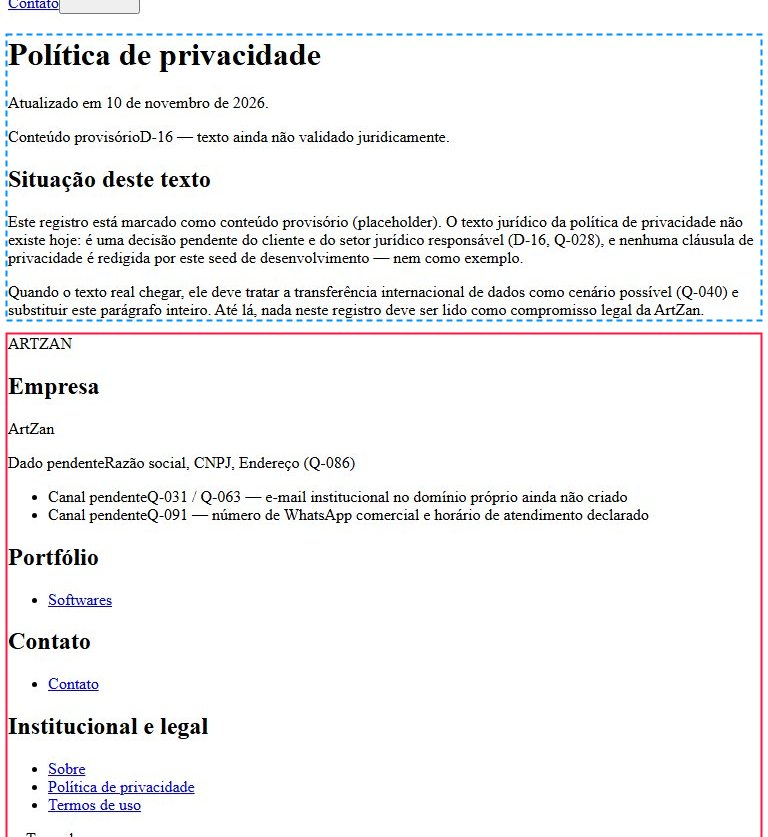 Contato
Política de privacidade
Atualizado em 10 de novembro de 2026.
Conteúdo provisórioD-16 — texto ainda não validado juridicamente.
Situação deste texto
Este registro está marcado como conteúdo provisório (placeholder). O texto jurídico da política de privacidade não
existe hoje: é uma decisão pendente do cliente e do setor jurídico responsável (D-16, Q-028), e nenhuma cláusula de
privacidade é redigida por este seed de desenvolvimento — nem como exemplo.
Quando o texto real chegar, ele deve tratar a transferência internacional de dados como cenário possível (Q-040) e
substituir este parágrafo inteiro. Até lá, nada neste registro deve ser lido como compromisso legal da ArtZan.
ARTZAN
Empresa
ArtZan
Dado pendenteRazão social, CNPJ, Endereço (Q-086)
Canal pendenteQ-031 / Q-063 — e-mail institucional no domínio próprio ainda não criado
Canal pendenteQ-091 — número de WhatsApp comercial e horário de atendimento declarado
Portfólio
Softwares
Contato
Contato
Institucional e legal
Sobre
Política de privacidade
Termos de uso